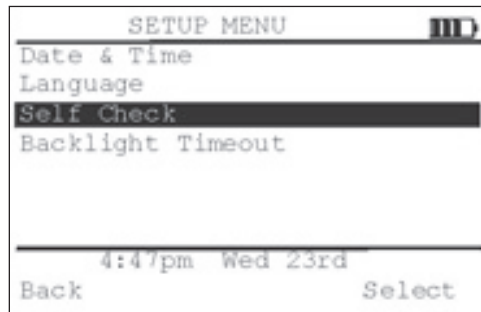 SETUP MENU
Date & Time
Language
Self Check
Backlight Timeout
4:47pm Wed 23rd
Back Select